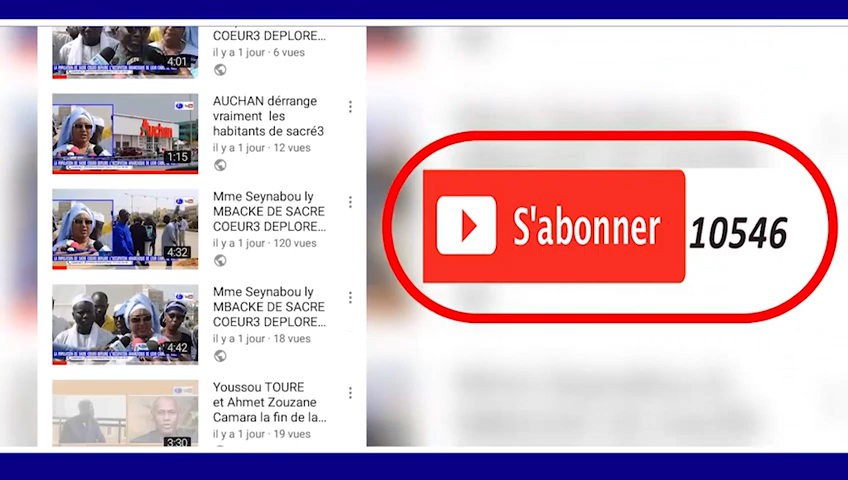 COEUR3 DEPLORE...
il y a 1 jour · 6 vues
4:01
AUCHAN dérrange
vraiment les
habitants de sacré3
il y a 1 jour · 12 vues
Auchan
1:15
Mme Seynabou ly
MBACKE DE SACRE
COEUR3 DEPLORE...
il y a 1 jour · 120 vues
4:32
Mme Seynabou ly
MBACKE DE SACRE
COEUR3 DEPLORE...
il y a 1 jour · 18 vues
4:42
Youssou TOURE
et Ahmet Zouzane
Camara la fin de la...
il y a 1 jour · 19 vues
3:30
S'abonner
10546